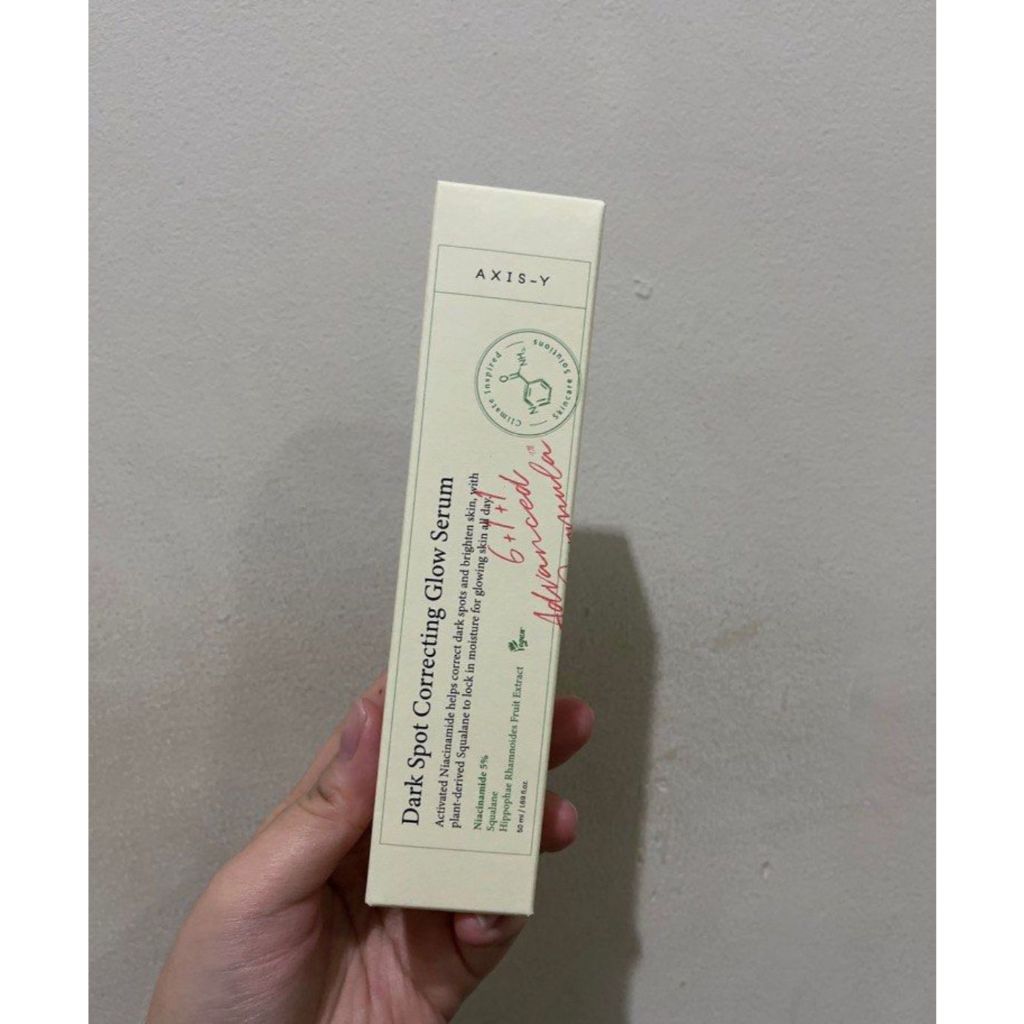 AXIS-Y
Climate Inspired
Skincare Solutions
NH₂
O
N
6+1+1
Advanced
Dark Spot Correcting Glow Serum
Activated Niacinamide helps correct dark spots and brighten skin, with
plant-derived Squalane to lock in moisture for glowing skin all day.
Niacinamide 5%
Squalane
Hippophae Rhamnoides Fruit Extract
Vegan
50 ml / 1.69 fl.oz.